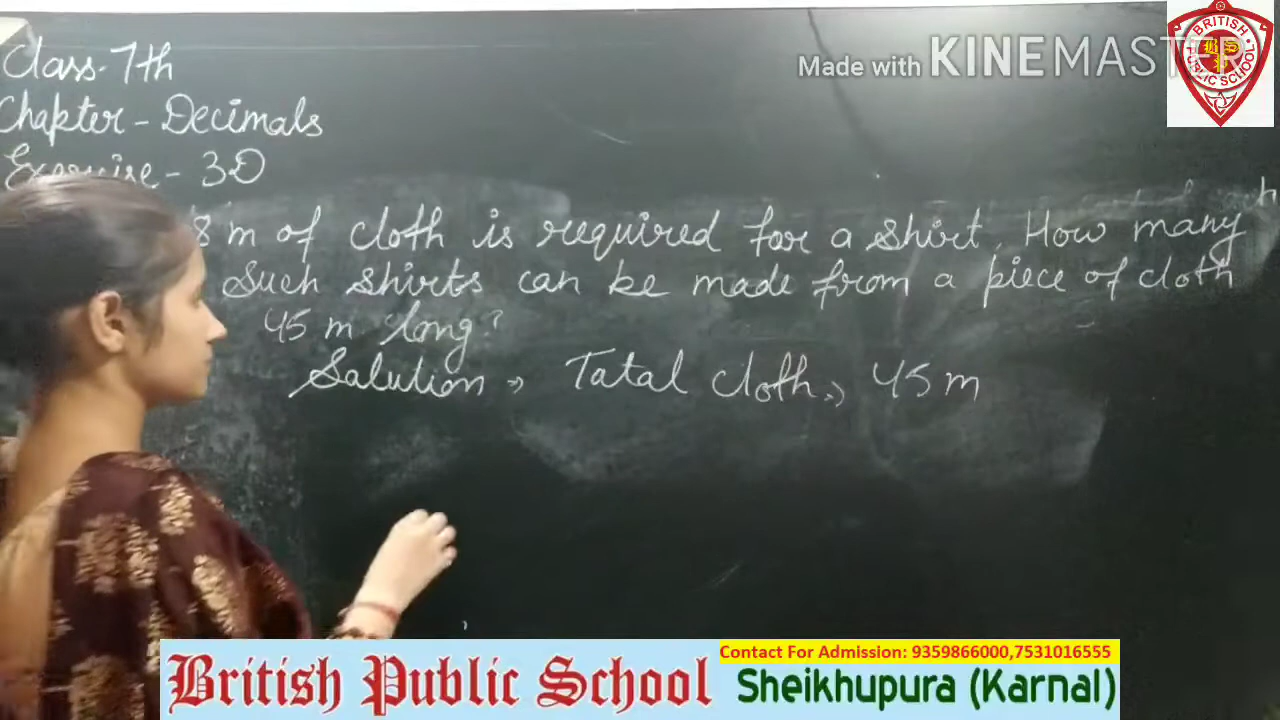 Class-7th
Chapter-Decimals
Exercise-3D
8 m of cloth is required for a shirt. How many
such shirts can be made from a piece of cloth
45 m long?
Salution ⇒ Tatal cloth ⇒ 45 m
Made with KINEMASTER
BRITISH
B S
PUBLIC SCHOOL
British Public School
Contact For Admission: 9359866000,7531016555
Sheikhupura (Karnal)